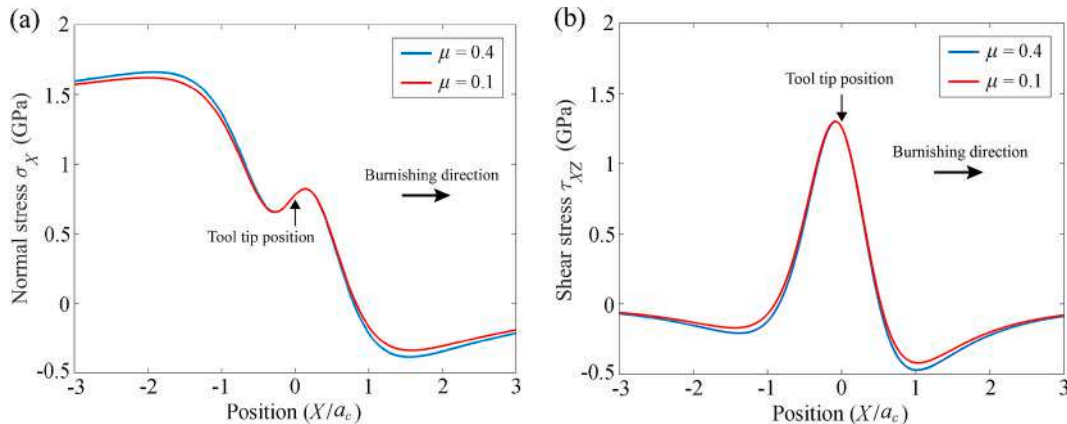 (a)
2
1.5
1
0.5
0
-0.5
-3
-2
-1
0
1
2
3
Normal stress σX (GPa)
Position (X/ac)
μ = 0.4
μ = 0.1
Burnishing direction
Tool tip position
(b)
2
1.5
1
0.5
0
-0.5
-3
-2
-1
0
1
2
3
Shear stress τXZ (GPa)
Position (X/ac)
μ = 0.4
μ = 0.1
Tool tip position
Burnishing direction